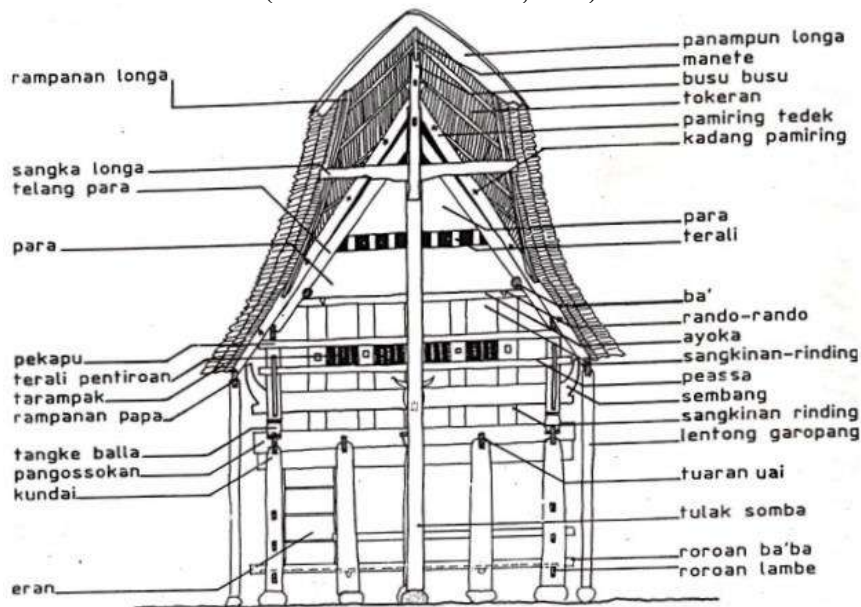 rampanan longa
sangka longa
telang para
para
pekapu
terali pentiroan
tarampak
rampanan papa
tangke balla
pangossokan
kundai
eran
panampun longa
manete
busu busu
tokeran
pamiring tedek
kadang pamiring
para
terali
ba'
rando-rando
ayoka
sangkinan-rinding
peassa
sembang
sangkinan rinding
lentong garopang
tuaran uai
tulak somba
roroan ba'ba
roroan lambe